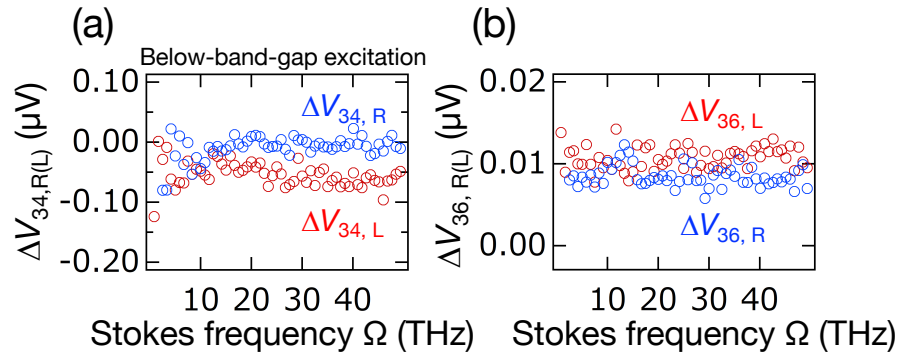 (a)
Below-band-gap excitation
ΔV34,R(L) (μV)
0.10
0.00
-0.10
-0.20
ΔV34, R
ΔV34, L
10 20 30 40
Stokes frequency Ω (THz)
(b)
ΔV36, R(L) (μV)
0.02
0.01
0.00
ΔV36, L
ΔV36, R
10 20 30 40
Stokes frequency Ω (THz)